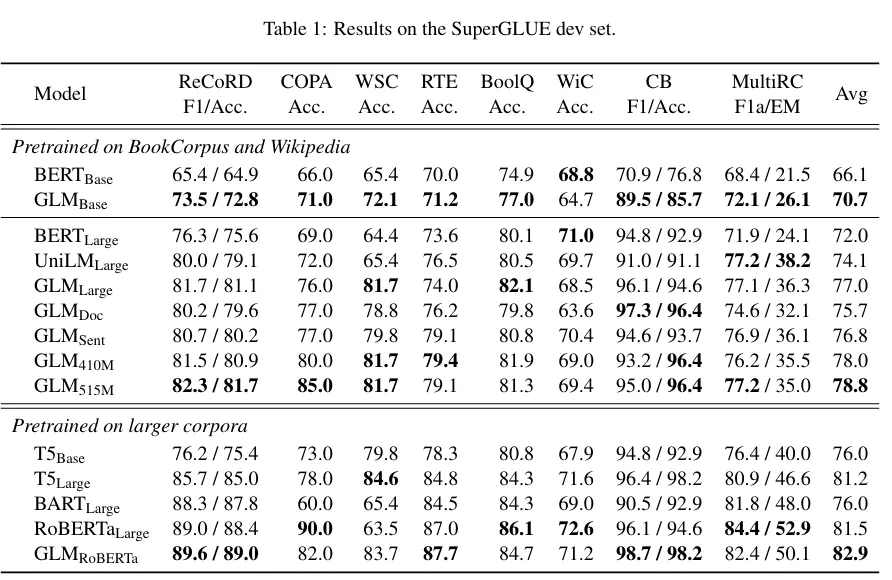 Table 1: Results on the SuperGLUE dev set.
Model ReCoRD COPA WSC RTE BoolQ WiC CB MultiRC Avg
F1/Acc. Acc. Acc. Acc. Acc. Acc. F1/Acc. F1a/EM
Pretrained on BookCorpus and Wikipedia
BERTBase 65.4 / 64.9 66.0 65.4 70.0 74.9 68.8 70.9 / 76.8 68.4 / 21.5 66.1
GLMBase 73.5 / 72.8 71.0 72.1 71.2 77.0 64.7 89.5 / 85.7 72.1 / 26.1 70.7
BERTLarge 76.3 / 75.6 69.0 64.4 73.6 80.1 71.0 94.8 / 92.9 71.9 / 24.1 72.0
UniLMLarge 80.0 / 79.1 72.0 65.4 76.5 80.5 69.7 91.0 / 91.1 77.2 / 38.2 74.1
GLMLarge 81.7 / 81.1 76.0 81.7 74.0 82.1 68.5 96.1 / 94.6 77.1 / 36.3 77.0
GLMDoc 80.2 / 79.6 77.0 78.8 76.2 79.8 63.6 97.3 / 96.4 74.6 / 32.1 75.7
GLMSent 80.7 / 80.2 77.0 79.8 79.1 80.8 70.4 94.6 / 93.7 76.9 / 36.1 76.8
GLM410M 81.5 / 80.9 80.0 81.7 79.4 81.9 69.0 93.2 / 96.4 76.2 / 35.5 78.0
GLM515M 82.3 / 81.7 85.0 81.7 79.1 81.3 69.4 95.0 / 96.4 77.2 / 35.0 78.8
Pretrained on larger corpora
T5Base 76.2 / 75.4 73.0 79.8 78.3 80.8 67.9 94.8 / 92.9 76.4 / 40.0 76.0
T5Large 85.7 / 85.0 78.0 84.6 84.8 84.3 71.6 96.4 / 98.2 80.9 / 46.6 81.2
BARTLarge 88.3 / 87.8 60.0 65.4 84.5 84.3 69.0 90.5 / 92.9 81.8 / 48.0 76.0
RoBERTaLarge 89.0 / 88.4 90.0 63.5 87.0 86.1 72.6 96.1 / 94.6 84.4 / 52.9 81.5
GLMRoBERTa 89.6 / 89.0 82.0 83.7 87.7 84.7 71.2 98.7 / 98.2 82.4 / 50.1 82.9